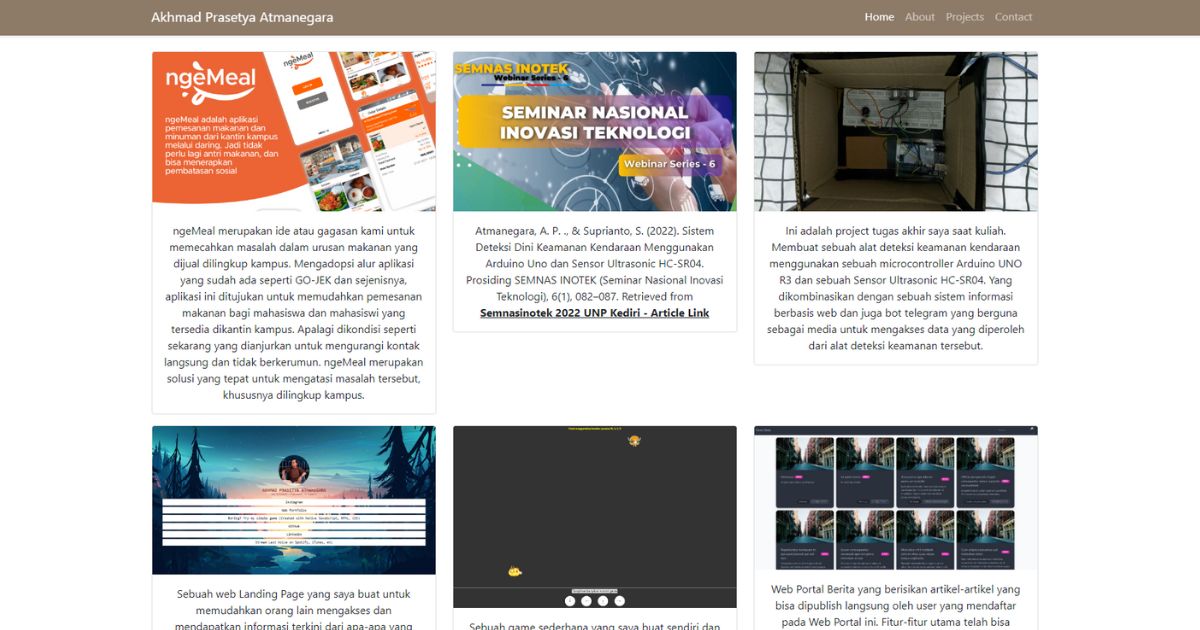 Akhmad Prasetya Atmanegara
Home About Projects Contact
ngeMeal
ngeMeal adalah aplikasi
pemesanan makanan dan
minuman dari kantin kampus
melalui daring. Jadi tidak
perlu lagi antri makanan, dan
bisa menerapkan
pembatasan sosial
ngeMeal
ngeMeal merupakan ide atau gagasan kami untuk
memecahkan masalah dalam urusan makanan yang
dijual dilingkup kampus. Mengadopsi alur aplikasi
yang sudah ada seperti GO-JEK dan sejenisnya,
aplikasi ini ditujukan untuk memudahkan pemesanan
makanan bagi mahasiswa dan mahasiswi yang
tersedia dikantin kampus. Apalagi dikondisi seperti
sekarang yang dianjurkan untuk mengurangi kontak
langsung dan tidak berkerumun. ngeMeal merupakan
solusi yang tepat untuk mengatasi masalah tersebut,
khususnya dilingkup kampus.
SEMNAS INOTEK
Webinar Series - 6
SEMINAR NASIONAL
INOVASI TEKNOLOGI
Webinar Series - 6
Atmanegara, A. P. ., & Suprianto, S. (2022). Sistem
Deteksi Dini Keamanan Kendaraan Menggunakan
Arduino Uno dan Sensor Ultrasonic HC-SR04.
Prosiding SEMNAS INOTEK (Seminar Nasional Inovasi
Teknologi), 6(1), 082–087. Retrieved from
Semnasinotek 2022 UNP Kediri - Article Link
Ini adalah project tugas akhir saya saat kuliah.
Membuat sebuah alat deteksi keamanan kendaraan
menggunakan sebuah microcontroller Arduino UNO
R3 dan sebuah Sensor Ultrasonic HC-SR04. Yang
dikombinasikan dengan sebuah sistem informasi
berbasis web dan juga bot telegram yang berguna
sebagai media untuk mengakses data yang diperoleh
dari alat deteksi keamanan tersebut.
AKHMAD PRASETYA ATMANEGARA
Instagram
Web Portfolio
Github
LinkedIn
Sebuah web Landing Page yang saya buat untuk
memudahkan orang lain mengakses dan
mendapatkan informasi terkini dari apa-apa yang
Sebuah game sederhana yang saya buat sendiri dan
Web Portal Berita yang berisikan artikel-artikel yang
bisa dipublish langsung oleh user yang mendaftar
pada Web Portal ini. Fitur-fitur utama telah bisa